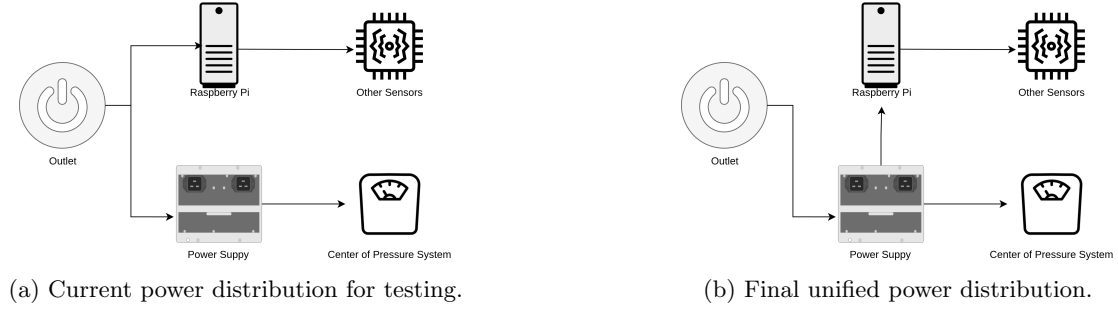 Raspberry Pi
Other Sensors
Outlet
Power Suppy
Center of Pressure System
(a) Current power distribution for testing.
Raspberry Pi
Other Sensors
Outlet
Power Suppy
Center of Pressure System
(b) Final unified power distribution.